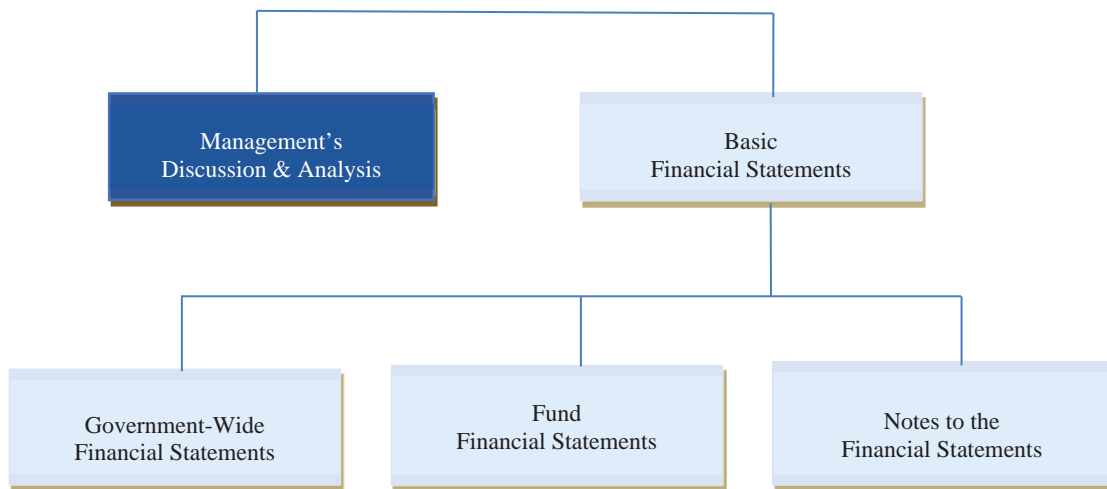 Management’s
Discussion & Analysis
Basic
Financial Statements
Government-Wide
Financial Statements
Fund
Financial Statements
Notes to the
Financial Statements